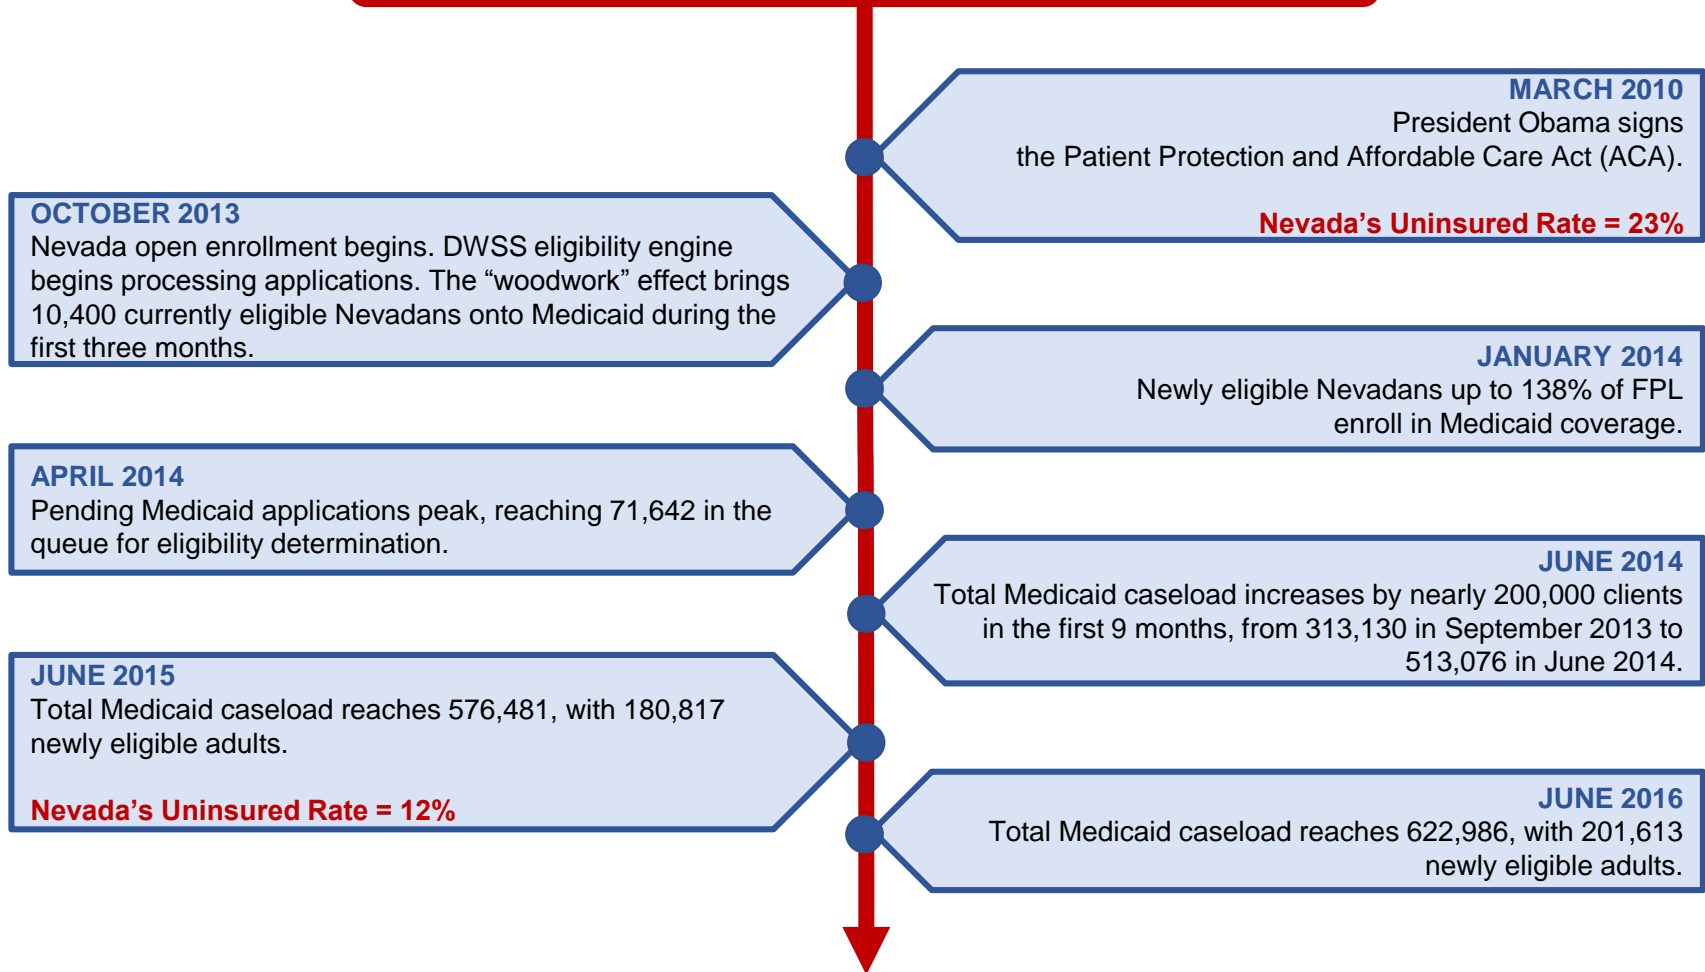 MARCH 2010
President Obama signs
the Patient Protection and Affordable Care Act (ACA).
Nevada’s Uninsured Rate = 23%
OCTOBER 2013
Nevada open enrollment begins. DWSS eligibility engine
begins processing applications. The “woodwork” effect brings
10,400 currently eligible Nevadans onto Medicaid during the
first three months.
JANUARY 2014
Newly eligible Nevadans up to 138% of FPL
enroll in Medicaid coverage.
APRIL 2014
Pending Medicaid applications peak, reaching 71,642 in the
queue for eligibility determination.
JUNE 2014
Total Medicaid caseload increases by nearly 200,000 clients
in the first 9 months, from 313,130 in September 2013 to
513,076 in June 2014.
JUNE 2015
Total Medicaid caseload reaches 576,481, with 180,817
newly eligible adults.
Nevada’s Uninsured Rate = 12%
JUNE 2016
Total Medicaid caseload reaches 622,986, with 201,613
newly eligible adults.